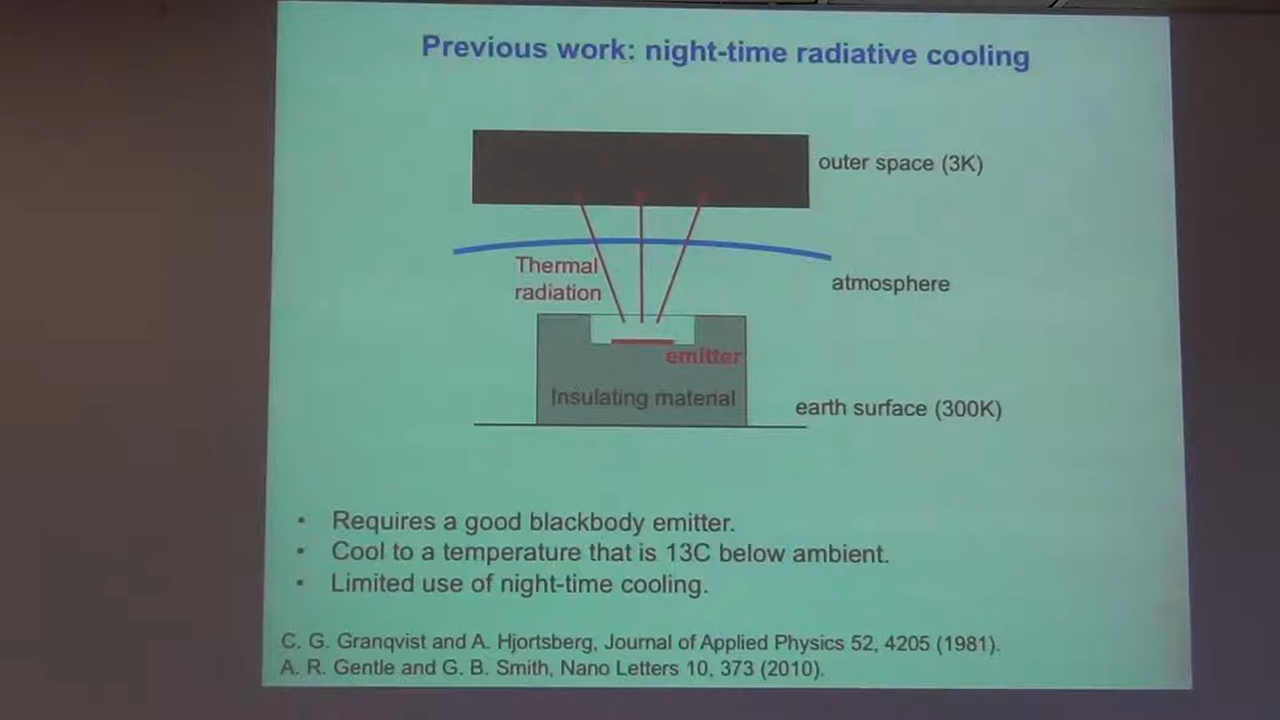 Previous work: night-time radiative cooling
outer space (3K)
Thermal
radiation
atmosphere
emitter
Insulating material
earth surface (300K)
• Requires a good blackbody emitter.
• Cool to a temperature that is 13C below ambient.
• Limited use of night-time cooling.
C. G. Granqvist and A. Hjortsberg, Journal of Applied Physics 52, 4205 (1981).
A. R. Gentle and G. B. Smith, Nano Letters 10, 373 (2010).